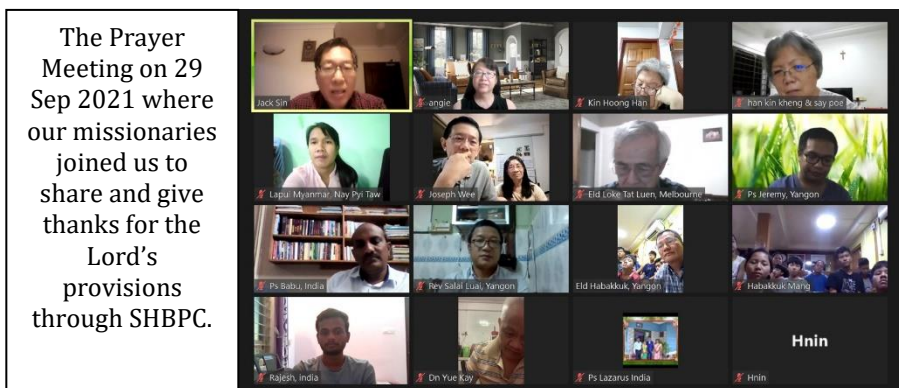 The Prayer
Meeting on 29
Sep 2021 where
our missionaries
joined us to
share and give
thanks for the
Lord’s
provisions
through SHBPC.
Jack Sin
angie
Kin Hoong Han
han kin kheng & say poe
Lapui Myanmar, Nay Pyi Taw
Joseph Wee
Eld Loke Tat Luen, Melbourne
Ps Jeremy, Yangon
Ps Babu, India
Rev Salai Luai, Yangon
Eld Habakkuk, Yangon
Habakkuk Mang
Rajesh, India
Dn Yue Kay
Ps Lazarus India
Hnin
Hnin